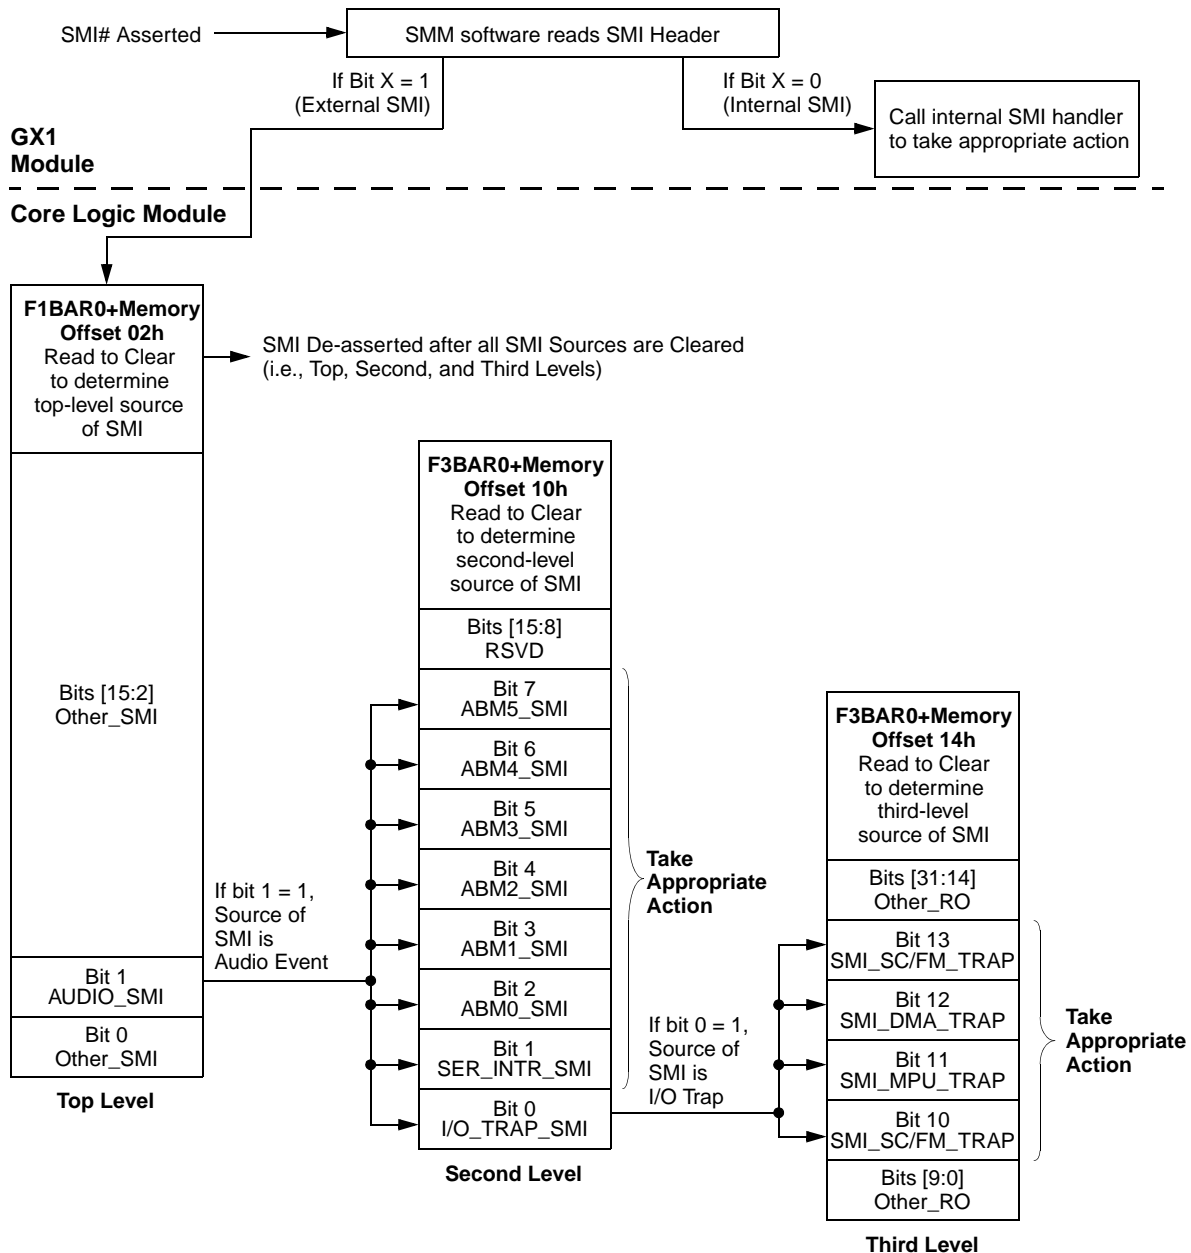 SMI# Asserted
SMM software reads SMI Header
If Bit X = 1
(External SMI)
If Bit X = 0
(Internal SMI)
Call internal SMI handler
to take appropriate action
GX1
Module
Core Logic Module
F1BAR0+Memory
Offset 02h
Read to Clear
to determine
top-level source
of SMI
SMI De-asserted after all SMI Sources are Cleared
(i.e., Top, Second, and Third Levels)
Bits [15:2]
Other_SMI
Bit 1
AUDIO_SMI
Bit 0
Other_SMI
Top Level
If bit 1 = 1,
Source of
SMI is
Audio Event
F3BAR0+Memory
Offset 10h
Read to Clear
to determine
second-level
source of SMI
Bits [15:8]
RSVD
Bit 7
ABM5_SMI
Bit 6
ABM4_SMI
Bit 5
ABM3_SMI
Bit 4
ABM2_SMI
Bit 3
ABM1_SMI
Bit 2
ABM0_SMI
Bit 1
SER_INTR_SMI
Bit 0
I/O_TRAP_SMI
Second Level
Take
Appropriate
Action
If bit 0 = 1,
Source of
SMI is
I/O Trap
F3BAR0+Memory
Offset 14h
Read to Clear
to determine
third-level
source of SMI
Bits [31:14]
Other_RO
Bit 13
SMI_SC/FM_TRAP
Bit 12
SMI_DMA_TRAP
Bit 11
SMI_MPU_TRAP
Bit 10
SMI_SC/FM_TRAP
Bits [9:0]
Other_RO
Third Level
Take
Appropriate
Action